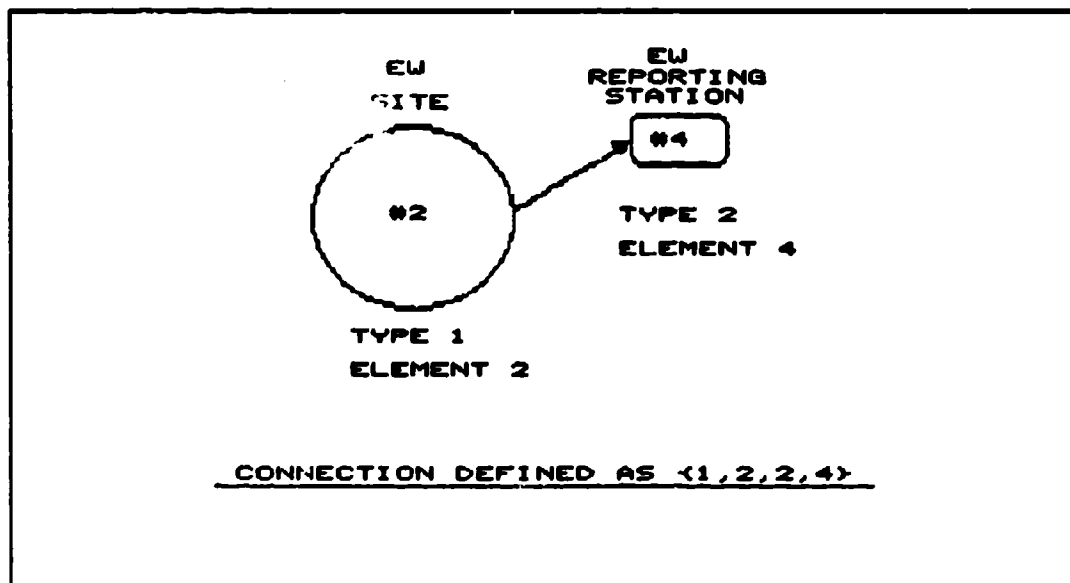 EW
SITE
EW
REPORTING
STATION
#2
#4
TYPE 2
ELEMENT 4
TYPE 1
ELEMENT 2
CONNECTION DEFINED AS {1,2,2,4}